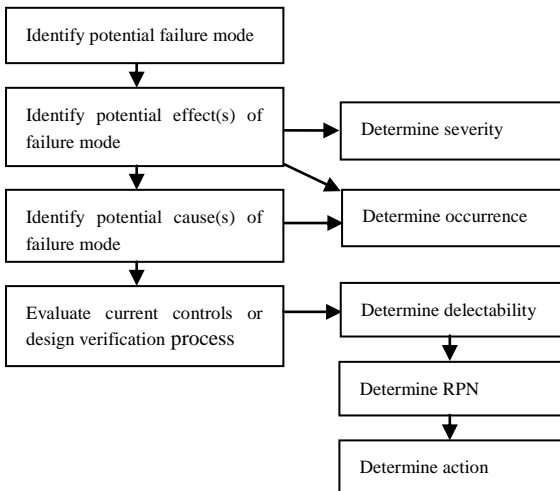 Identify potential failure mode
Identify potential effect(s) of
failure mode
Determine severity
Identify potential cause(s) of
failure mode
Determine occurrence
Evaluate current controls or
design verification process
Determine delectability
Determine RPN
Determine action